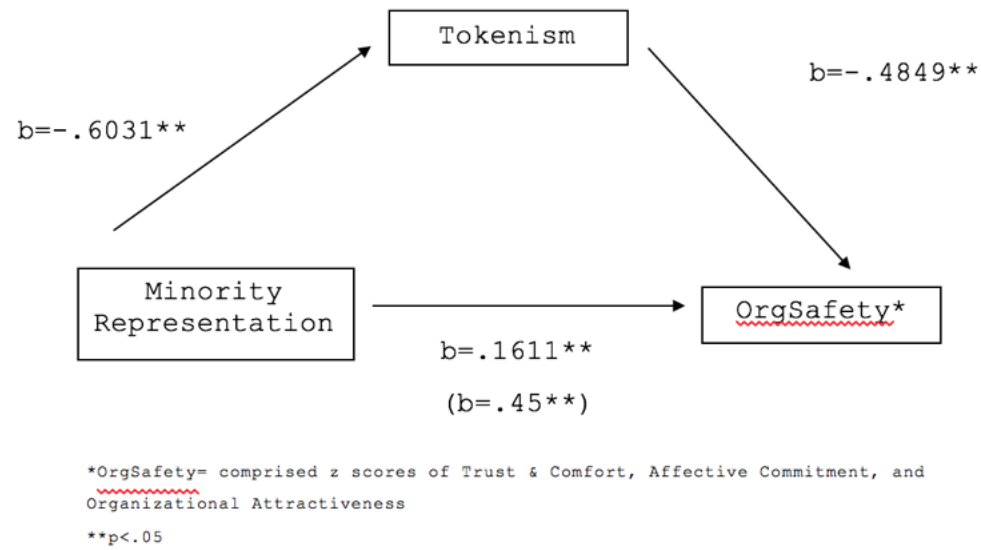 Tokenism
b=-.4849**
b=-.6031**
Minority
Representation
OrgSafety*
b=.1611**
(b=.45**)
*OrgSafety= comprised z scores of Trust & Comfort, Affective Commitment, and
Organizational Attractiveness
**p<.05